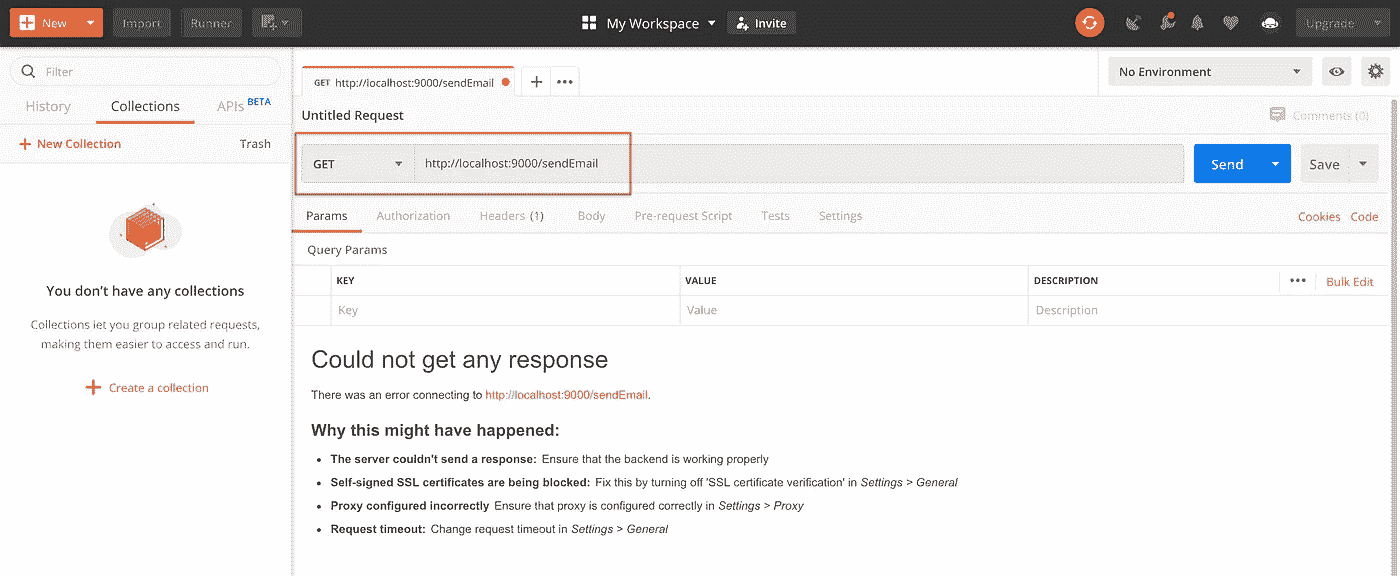 New Import Runner My Workspace Invite Upgrade
Filter
History Collections APIs BETA
+ New Collection Trash
You don't have any collections
Collections let you group related requests,
making them easier to access and run.
+ Create a collection
GET http://localhost:9000/sendEmail + ••• No Environment
Untitled Request Comments (0)
GET http://localhost:9000/sendEmail Send Save
Params Authorization Headers (1) Body Pre-request Script Tests Settings Cookies Code
Query Params
KEY VALUE DESCRIPTION ••• Bulk Edit
Key Value Description
Could not get any response
There was an error connecting to http://localhost:9000/sendEmail.
Why this might have happened:
• The server couldn't send a response: Ensure that the backend is working properly
• Self-signed SSL certificates are being blocked: Fix this by turning off 'SSL certificate verification' in Settings > General
• Proxy configured incorrectly Ensure that proxy is configured correctly in Settings > Proxy
• Request timeout: Change request timeout in Settings > General